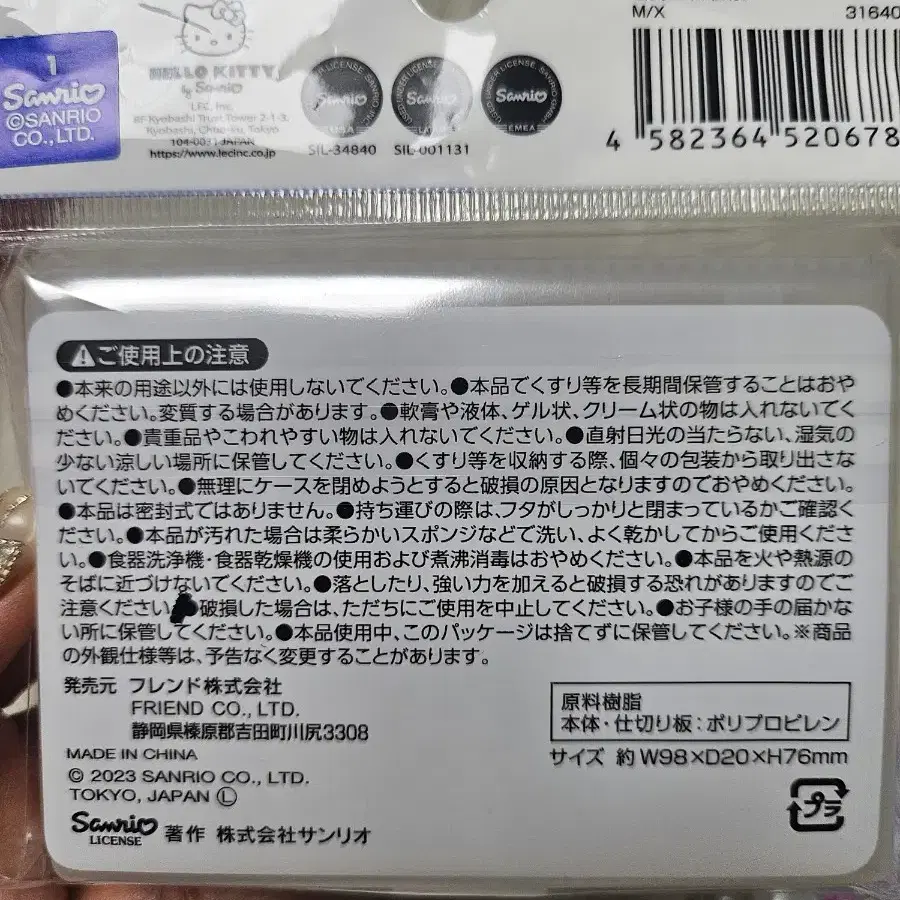 M/X 31640
1
Sanrio
©SANRIO
CO., LTD.
HELLO KITTY
by Sanrio
LEC, Inc.
Kyobashi Trust Tower 2-1-3,
Kyobashi, Chuo-ku, Tokyo
104-0031 JAPAN
https://www.lecinc.co.jp
Sanrio
SIL-34840
Sanrio
SIL-001131
Sanrio
EMEA
4 582364 520678
⚠ご使用上の注意
●本来の用途以外には使用しないでください。●本品でくすり等を長期間保管することはおや
めください。変質する場合があります。●軟膏や液体、ゲル状、クリーム状の物は入れないでくだ
さい。●貴重品やこわれやすい物は入れないでください。●直射日光の当たらない、湿気の
少ない涼しい場所に保管してください。●くすり等を収納する際、個々の包装から取り出さな
いでください。●無理にケースを閉めようとすると破損の原因となりますのでおやめください。
●本品は密封式ではありません。●持ち運びの際は、フタがしっかりと閉まっているかご確認く
ださい。●本品が汚れた場合は柔らかいスポンジなどで洗い、よく乾かしてからご使用くださ
い。●食器洗浄機・食器乾燥機の使用および煮沸消毒はおやめください。●本品を火や熱源の
そばに近づけないでください。●落としたり、強い力を加えると破損する恐れがありますのでご
注意ください ●破損した場合は、ただちにご使用を中止してください。●お子様の手の届かな
い所に保管してください。●本品使用中、このパッケージは捨てずに保管してください。※商品
の外観仕様等は、予告なく変更することがあります。
発売元 フレンド株式会社
FRIEND CO., LTD.
静岡県榛原郡吉田町川尻3308
MADE IN CHINA
© 2023 SANRIO CO., LTD.
TOKYO, JAPAN Ⓛ
Sanrio
LICENSE
著作 株式会社サンリオ
原料樹脂
本体・仕切り板：ポリプロピレン
サイズ 約 W98×D20×H76mm
プラ